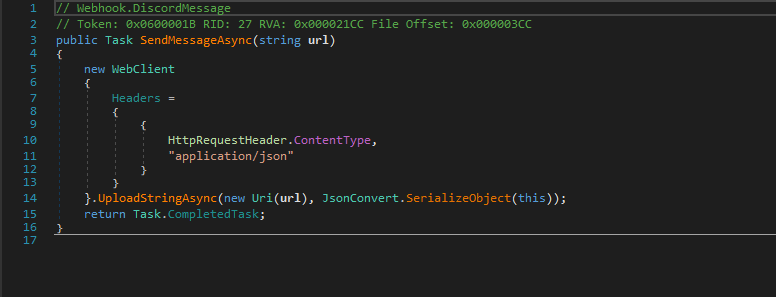 1 // Webhook.DiscordMessage
2 // Token: 0x0600001B RID: 27 RVA: 0x000021CC File Offset: 0x000003CC
3 public Task SendMessageAsync(string url)
4 {
5     new WebClient
6     {
7         Headers =
8         {
9             {
10                 HttpRequestHeader.ContentType,
11                 "application/json"
12             }
13         }
14     }.UploadStringAsync(new Uri(url), JsonConvert.SerializeObject(this));
15     return Task.CompletedTask;
16 }
17